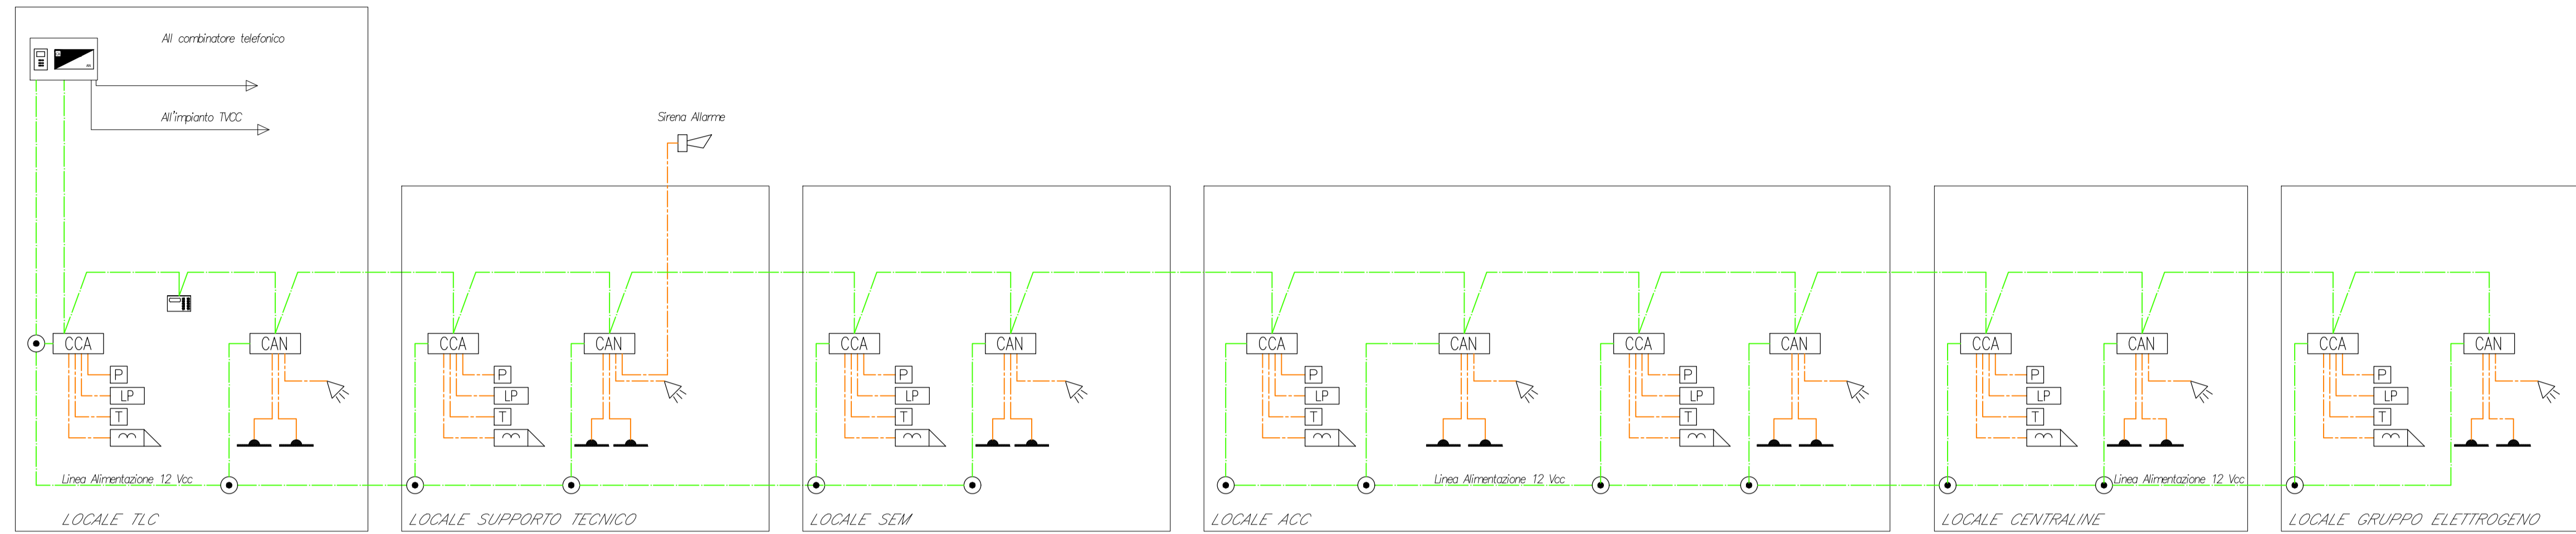 All combinatore telefonico
All'impianto TVCC
Sirena Allarme
CCA
CAN
CCA
CAN
CCA
CAN
CCA
CAN
CCA
CAN
CCA
CAN
CCA
CAN
P
P
P
P
P
P
P
LP
LP
LP
LP
LP
LP
LP
T
T
T
T
T
T
T
Linea Alimentazione 12 Vcc
Linea Alimentazione 12 Vcc
Linea Alimentazione 12 Vcc
LOCALE TLC
LOCALE SUPPORTO TECNICO
LOCALE SEM
LOCALE ACC
LOCALE CENTRALINE
LOCALE GRUPPO ELETTROGENO